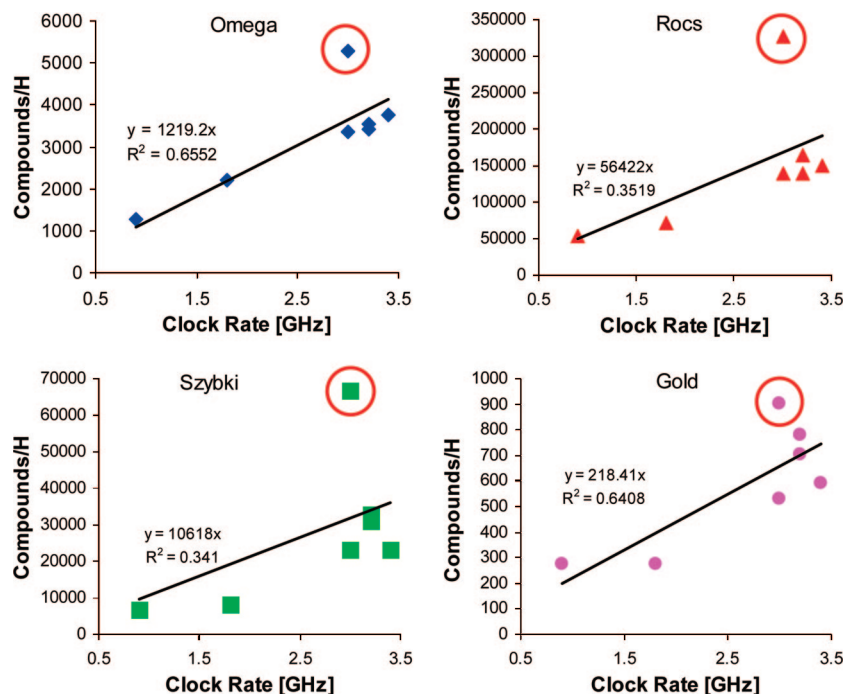 Omega
6000
5000
4000
3000
2000
1000
0
Compounds/H
y = 1219.2x
R² = 0.6552
0.5 1.5 2.5 3.5
Clock Rate [GHz]
Rocs
350000
300000
250000
200000
150000
100000
50000
0
Compounds/H
y = 56422x
R² = 0.3519
0.5 1.5 2.5 3.5
Clock Rate [GHz]
Szybki
70000
60000
50000
40000
30000
20000
10000
0
Compounds/H
y = 10618x
R² = 0.341
0.5 1.5 2.5 3.5
Clock Rate [GHz]
Gold
1000
900
800
700
600
500
400
300
200
100
0
Compounds/H
y = 218.41x
R² = 0.6408
0.5 1.5 2.5 3.5
Clock Rate [GHz]